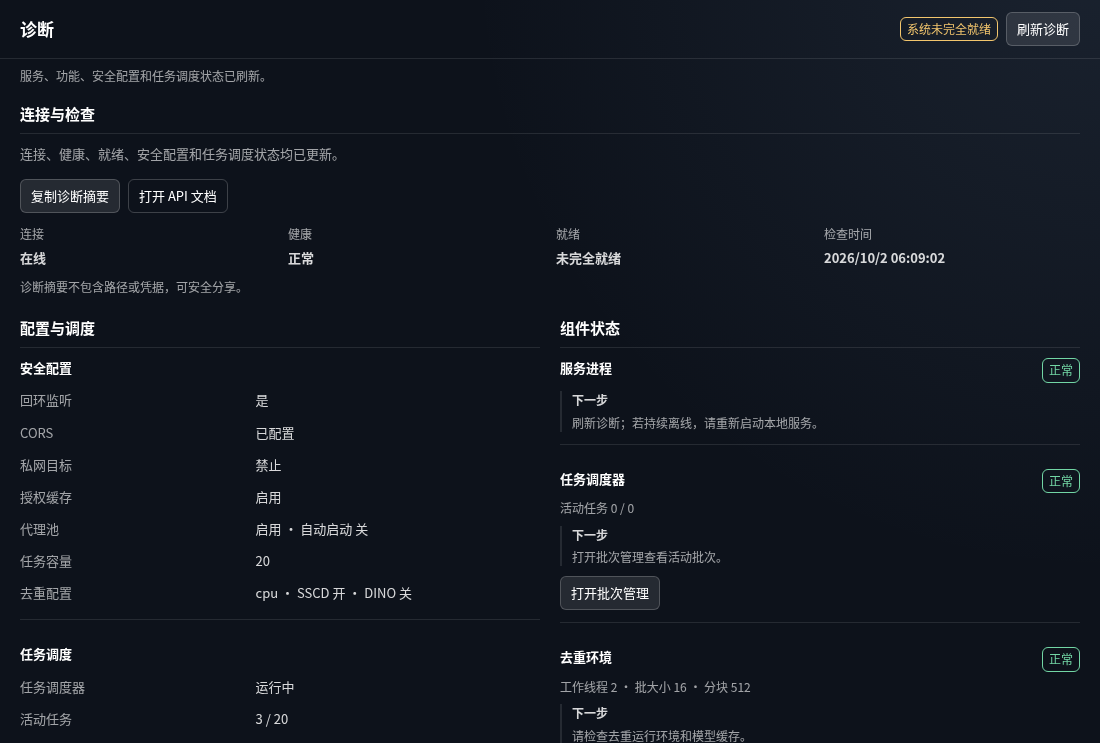 诊断
系统未完全就绪
刷新诊断
服务、功能、安全配置和任务调度状态已刷新。
连接与检查
连接、健康、就绪、安全配置和任务调度状态均已更新。
复制诊断摘要
打开 API 文档
连接
在线
健康
正常
就绪
未完全就绪
检查时间
2026/10/2 06:09:02
诊断摘要不包含路径或凭据，可安全分享。
配置与调度
安全配置
回环监听 是
CORS 已配置
私网目标 禁止
授权缓存 启用
代理池 启用 · 自动启动 关
任务容量 20
去重配置 cpu · SSCD 开 · DINO 关
任务调度
任务调度器 运行中
活动任务 3 / 20
组件状态
服务进程 正常
下一步
刷新诊断；若持续离线，请重新启动本地服务。
任务调度器 正常
活动任务 0 / 0
下一步
打开批次管理查看活动批次。
打开批次管理
去重环境 正常
工作线程 2 · 批大小 16 · 分块 512
下一步
请检查去重运行环境和模型缓存。